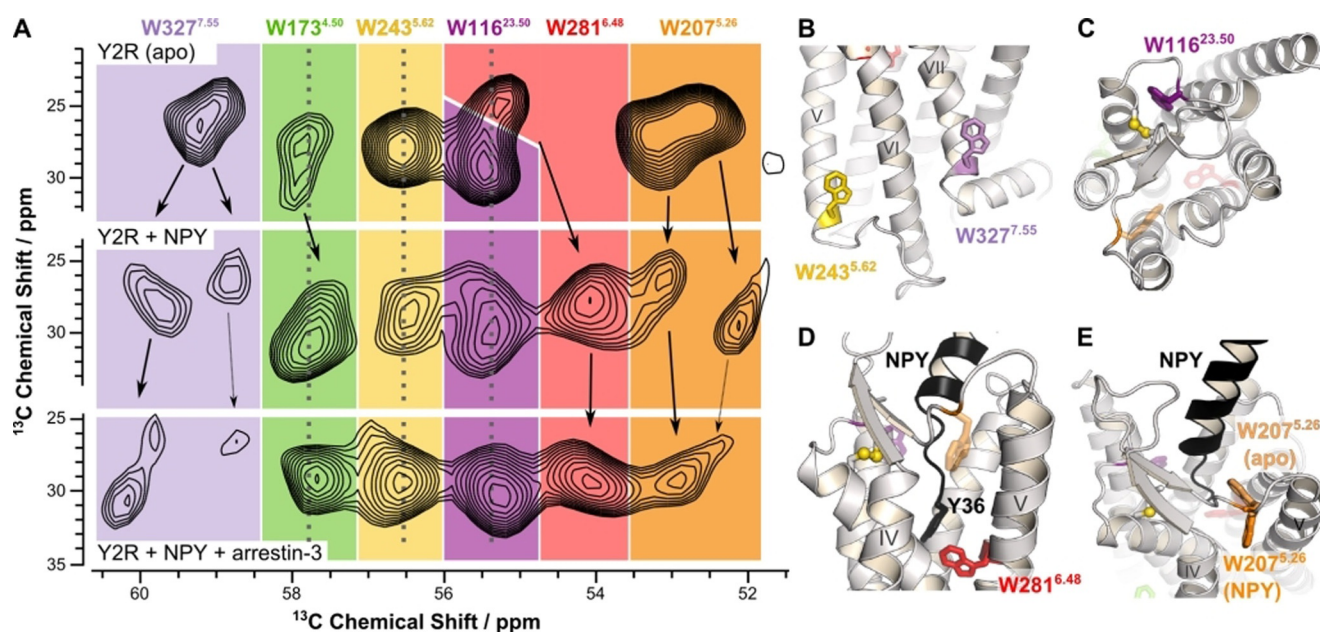 A
W327^7.55 W173^4.50 W243^5.62 W116^23.50 W281^6.48 W207^5.26
Y2R (apo)
25
30
Y2R + NPY
25
30
25
30
35
Y2R + NPY + arrestin-3
60 58 56 54 52
13C Chemical Shift / ppm
13C Chemical Shift / ppm
B
VII
V
VI
W327^7.55
W243^5.62
C
W116^23.50
D
NPY
Y36
V
IV
W281^6.48
E
NPY
W207^5.26
(apo)
V
IV
W207^5.26
(NPY)